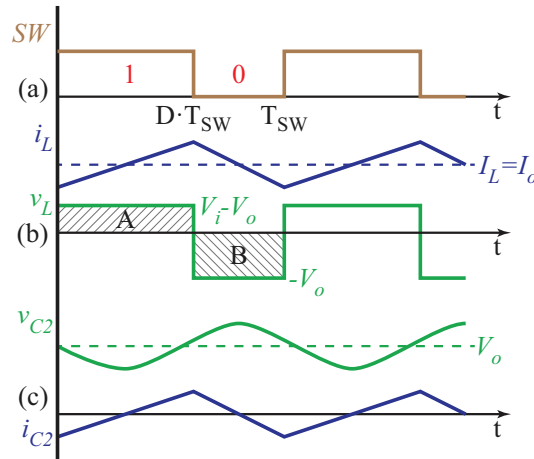 SW
1 0
(a)
t
D·T_SW T_SW
i_L
I_L=I_o
v_L
A
V_i-V_o
(b)
B
-V_o
v_C2
V_o
(c)
t
i_C2